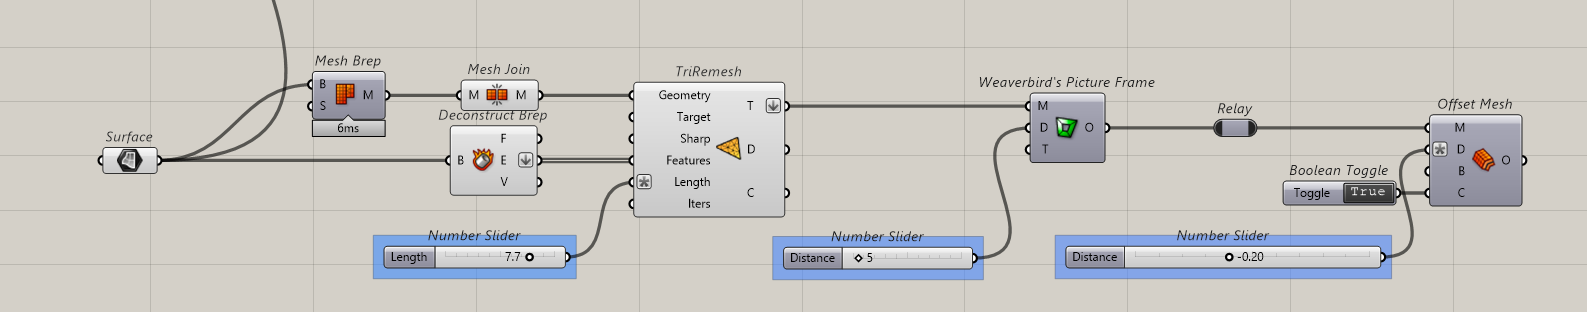 Surface
Mesh Brep
B
S
M
6ms
Mesh Join
M M
Deconstruct Brep
B
F
E
V
Number Slider
Length 7.7
TriRemesh
Geometry
Target
Sharp
Features
Length
Iters
T
D
C
Number Slider
Distance 5
Weaverbird's Picture Frame
M
D
T
O
Relay
Boolean Toggle
Toggle True
Number Slider
Distance -0.20
Offset Mesh
M
D
B
C
O